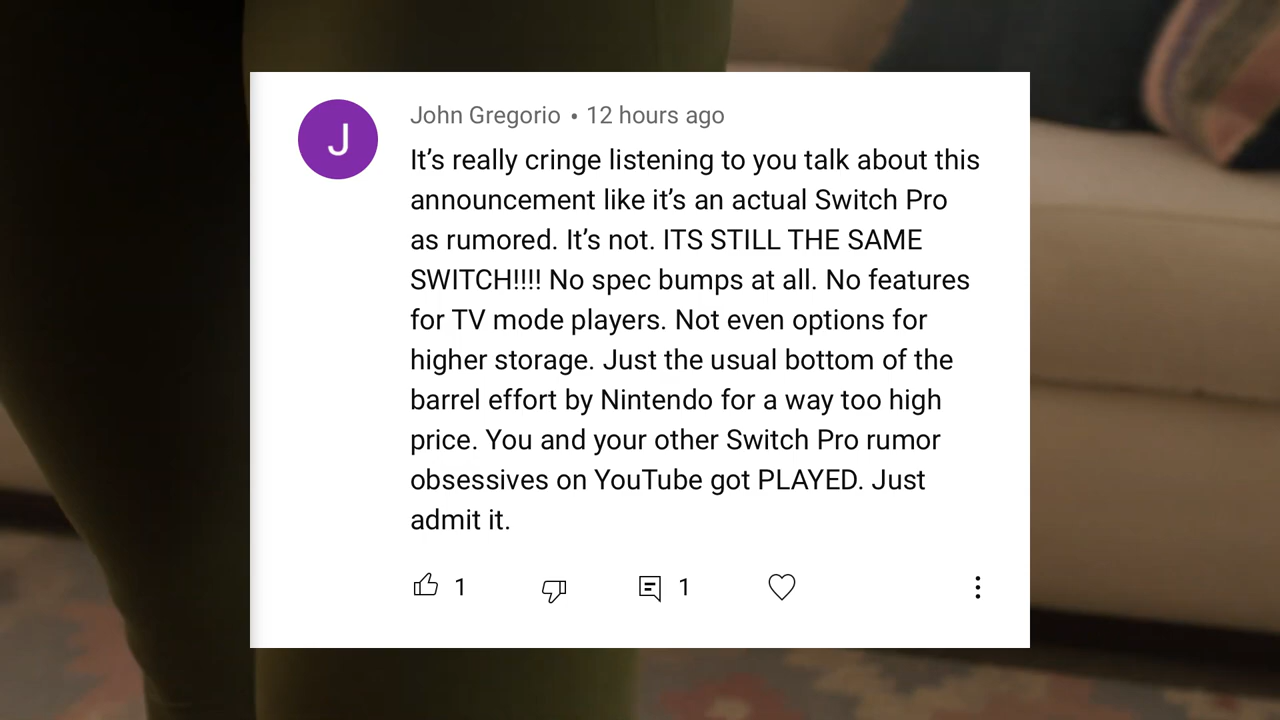 J
John Gregorio • 12 hours ago
It’s really cringe listening to you talk about this
announcement like it’s an actual Switch Pro
as rumored. It’s not. ITS STILL THE SAME
SWITCH!!!! No spec bumps at all. No features
for TV mode players. Not even options for
higher storage. Just the usual bottom of the
barrel effort by Nintendo for a way too high
price. You and your other Switch Pro rumor
obsessives on YouTube got PLAYED. Just
admit it.
1 1